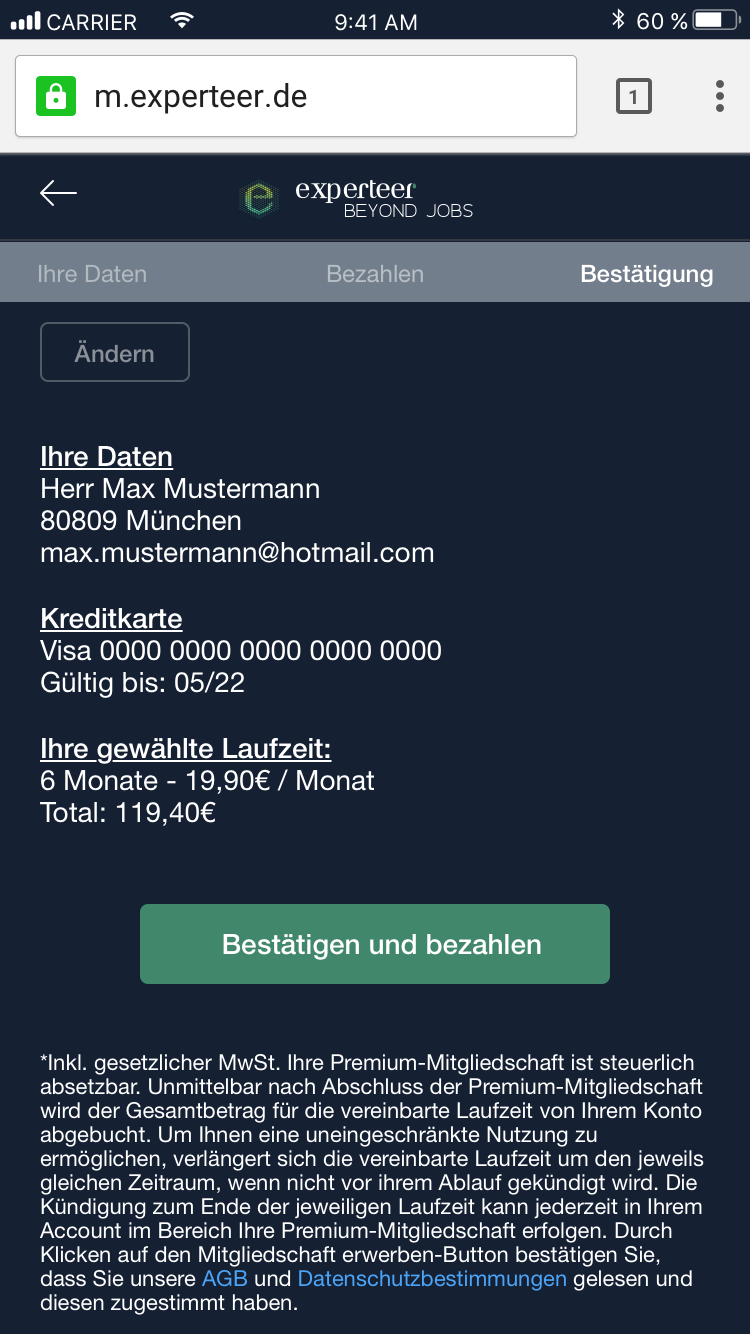 CARRIER 9:41 AM 60 %
m.experteer.de 1
experteer
BEYOND JOBS
Ihre Daten Bezahlen Bestätigung
Ändern
Ihre Daten
Herr Max Mustermann
80809 München
max.mustermann@hotmail.com
Kreditkarte
Visa 0000 0000 0000 0000 0000
Gültig bis: 05/22
Ihre gewählte Laufzeit:
6 Monate - 19,90€ / Monat
Total: 119,40€
Bestätigen und bezahlen
*Inkl. gesetzlicher MwSt. Ihre Premium-Mitgliedschaft ist steuerlich
absetzbar. Unmittelbar nach Abschluss der Premium-Mitgliedschaft
wird der Gesamtbetrag für die vereinbarte Laufzeit von Ihrem Konto
abgebucht. Um Ihnen eine uneingeschränkte Nutzung zu
ermöglichen, verlängert sich die vereinbarte Laufzeit um den jeweils
gleichen Zeitraum, wenn nicht vor ihrem Ablauf gekündigt wird. Die
Kündigung zum Ende der jeweiligen Laufzeit kann jederzeit in Ihrem
Account im Bereich Ihre Premium-Mitgliedschaft erfolgen. Durch
Klicken auf den Mitgliedschaft erwerben-Button bestätigen Sie,
dass Sie unsere AGB und Datenschutzbestimmungen gelesen und
diesen zugestimmt haben.